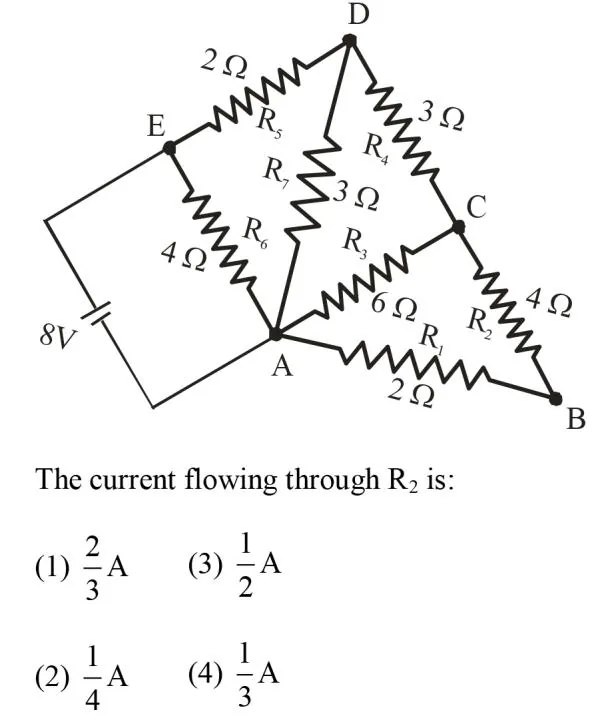 D
2 Ω
3 Ω
E
R₅
R₄
R₇
3 Ω
C
R₆
R₃
4 Ω
6 Ω
4 Ω
R₂
R₁
8V
A
2 Ω
B
The current flowing through R₂ is:
(1) 2/3 A (3) 1/2 A
(2) 1/4 A (4) 1/3 A